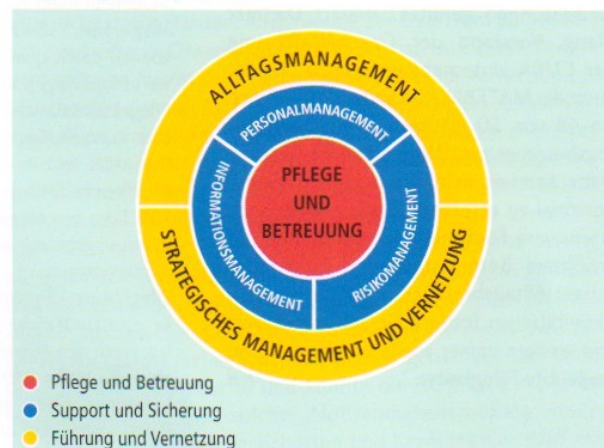 ALLTAGSMANAGEMENT
PERSONALMANAGEMENT
INFORMATIONSMANAGEMENT
RISIKOMANAGEMENT
PFLEGE
UND
BETREUUNG
STRATEGISCHES MANAGEMENT UND VERNETZUNG
Pflege und Betreuung
Support und Sicherung
Führung und Vernetzung